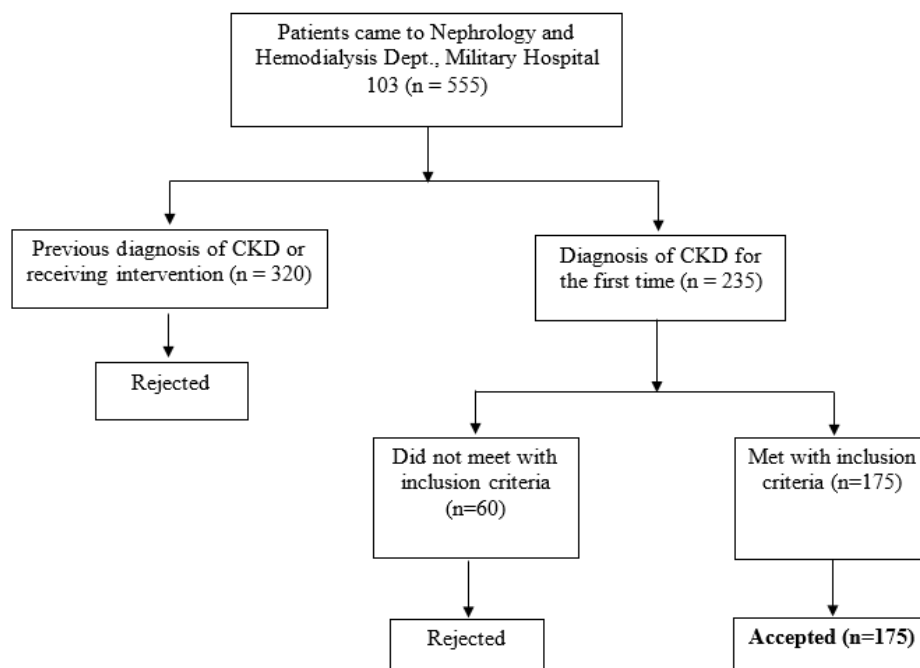 Patients came to Nephrology and
Hemodialysis Dept., Military Hospital
103 (n = 555)
Previous diagnosis of CKD or
receiving intervention (n = 320)
Diagnosis of CKD for
the first time (n = 235)
Rejected
Did not meet with
inclusion criteria
(n=60)
Met with inclusion
criteria (n=175)
Rejected
Accepted (n=175)